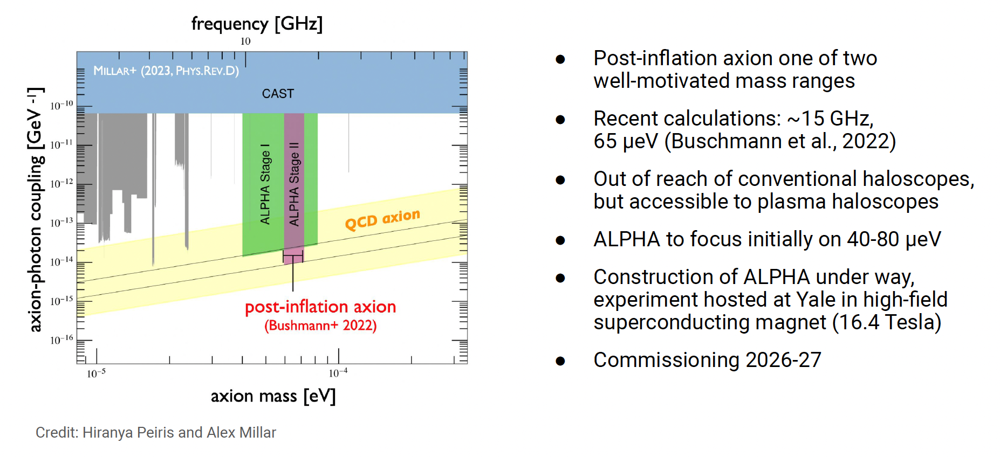 frequency [GHz]
10
MILLAR+ (2023, PHYS.REV.D)
CAST
axion-photon coupling [GeV -1]
10−10
10−11
10−12
10−13
10−14
10−15
10−16
ALPHA Stage I
ALPHA Stage II
QCD axion
post-inflation axion
(Bushmann+ 2022)
10−5
10−4
axion mass [eV]
Credit: Hiranya Peiris and Alex Millar
● Post-inflation axion one of two
well-motivated mass ranges
● Recent calculations: ~15 GHz,
65 μeV (Buschmann et al., 2022)
● Out of reach of conventional haloscopes,
but accessible to plasma haloscopes
● ALPHA to focus initially on 40-80 μeV
● Construction of ALPHA under way,
experiment hosted at Yale in high-field
superconducting magnet (16.4 Tesla)
● Commissioning 2026-27